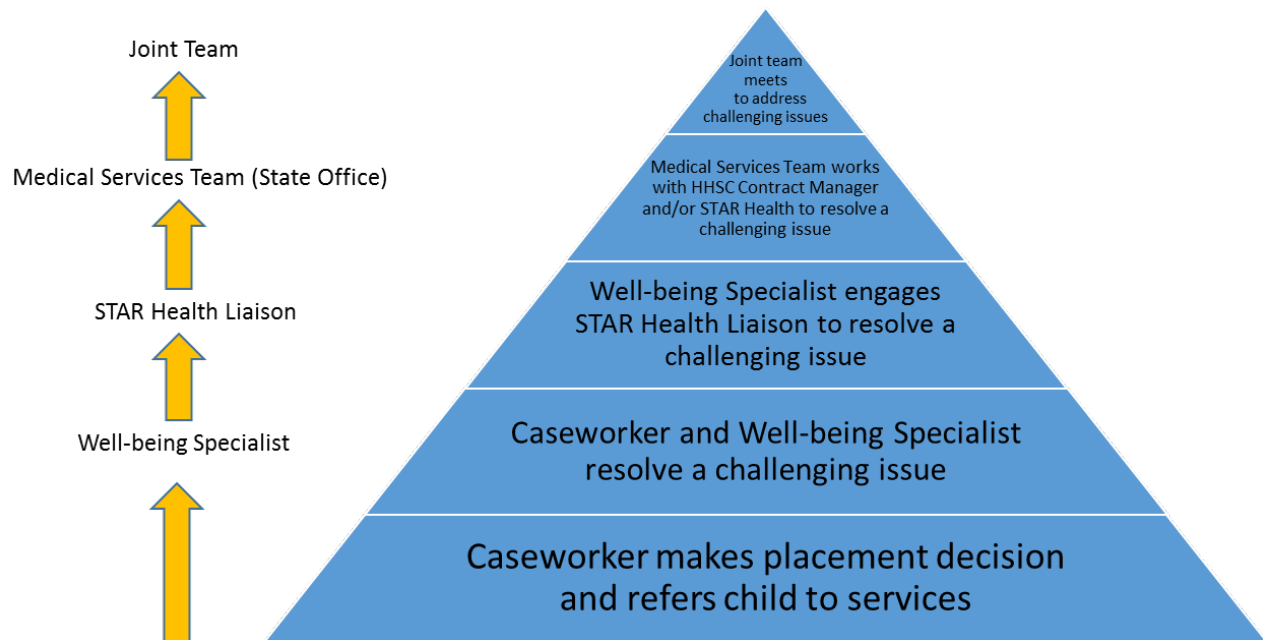 Joint Team
Medical Services Team (State Office)
STAR Health Liaison
Well-being Specialist
Joint team
meets
to address
challenging issues
Medical Services Team works
with HHSC Contract Manager
and/or STAR Health to resolve a
challenging issue
Well-being Specialist engages
STAR Health Liaison to resolve a
challenging issue
Caseworker and Well-being Specialist
resolve a challenging issue
Caseworker makes placement decision
and refers child to services